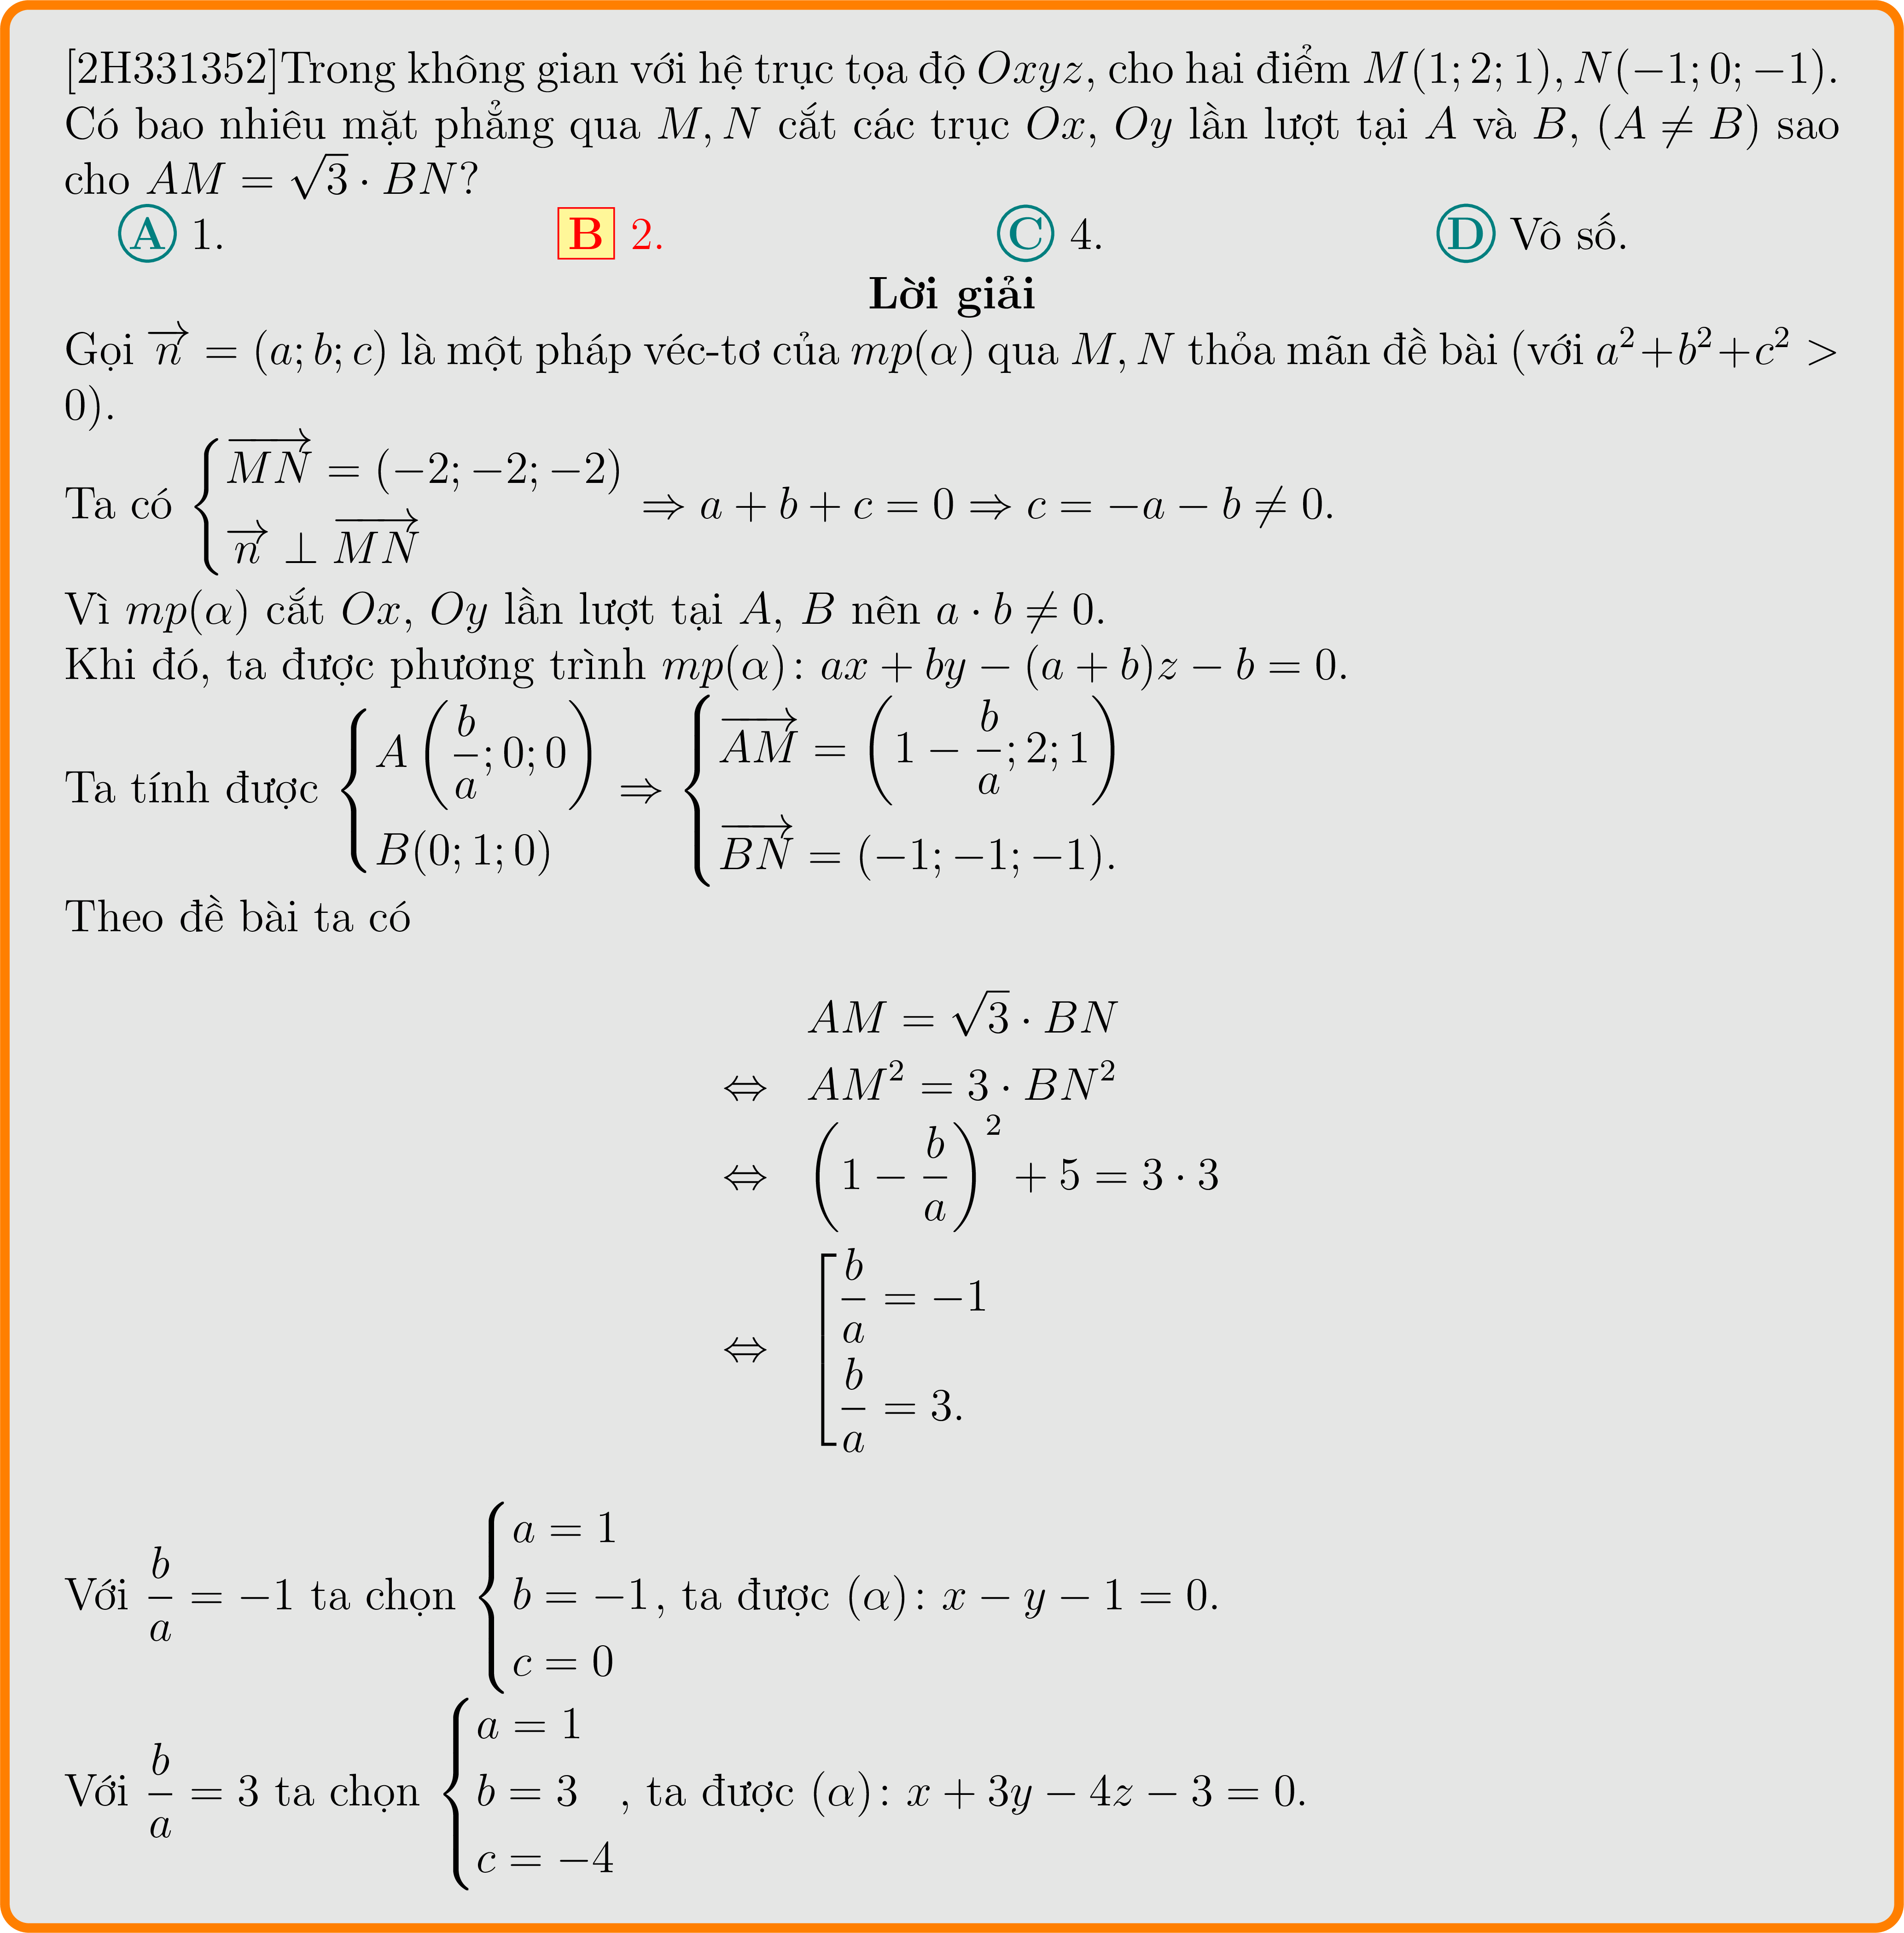 [2H331352]Trong không gian với hệ trục tọa độ $Oxyz$, cho hai điểm $M(1; 2; 1), N(-1; 0; -1)$.
Có bao nhiêu mặt phẳng qua $M, N$ cắt các trục $Ox$, $Oy$ lần lượt tại $A$ và $B$, $(A \neq B)$ sao
cho $AM = \sqrt{3} \cdot BN$?
A 1. B 2. C 4. D Vô số.
Lời giải
Gọi $\overrightarrow{n} = (a; b; c)$ là một pháp véc-tơ của $mp(\alpha)$ qua $M, N$ thỏa mãn đề bài (với $a^2+b^2+c^2 >$
$0$).
Ta có $\begin{cases} \overrightarrow{MN} = (-2; -2; -2) \\ \overrightarrow{n} \perp \overrightarrow{MN} \end{cases} \Rightarrow a + b + c = 0 \Rightarrow c = -a - b \neq 0.$
Vì $mp(\alpha)$ cắt $Ox$, $Oy$ lần lượt tại $A$, $B$ nên $a \cdot b \neq 0$.
Khi đó, ta được phương trình $mp(\alpha)\colon ax + by - (a + b)z - b = 0$.
Ta tính được $\begin{cases} A\left(\dfrac{b}{a}; 0; 0\right) \\ B(0; 1; 0) \end{cases} \Rightarrow \begin{cases} \overrightarrow{AM} = \left(1 - \dfrac{b}{a}; 2; 1\right) \\ \overrightarrow{BN} = (-1; -1; -1). \end{cases}$
Theo đề bài ta có
$AM = \sqrt{3} \cdot BN$
$\Leftrightarrow AM^2 = 3 \cdot BN^2$
$\Leftrightarrow \left(1 - \dfrac{b}{a}\right)^2 + 5 = 3 \cdot 3$
$\Leftrightarrow \left[\begin{array}{l} \dfrac{b}{a} = -1 \\ \dfrac{b}{a} = 3. \end{array}\right.$
Với $\dfrac{b}{a} = -1$ ta chọn $\begin{cases} a = 1 \\ b = -1 \\ c = 0 \end{cases}$, ta được $(\alpha)\colon x - y - 1 = 0$.
Với $\dfrac{b}{a} = 3$ ta chọn $\begin{cases} a = 1 \\ b = 3 \\ c = -4 \end{cases}$, ta được $(\alpha)\colon x + 3y - 4z - 3 = 0$.